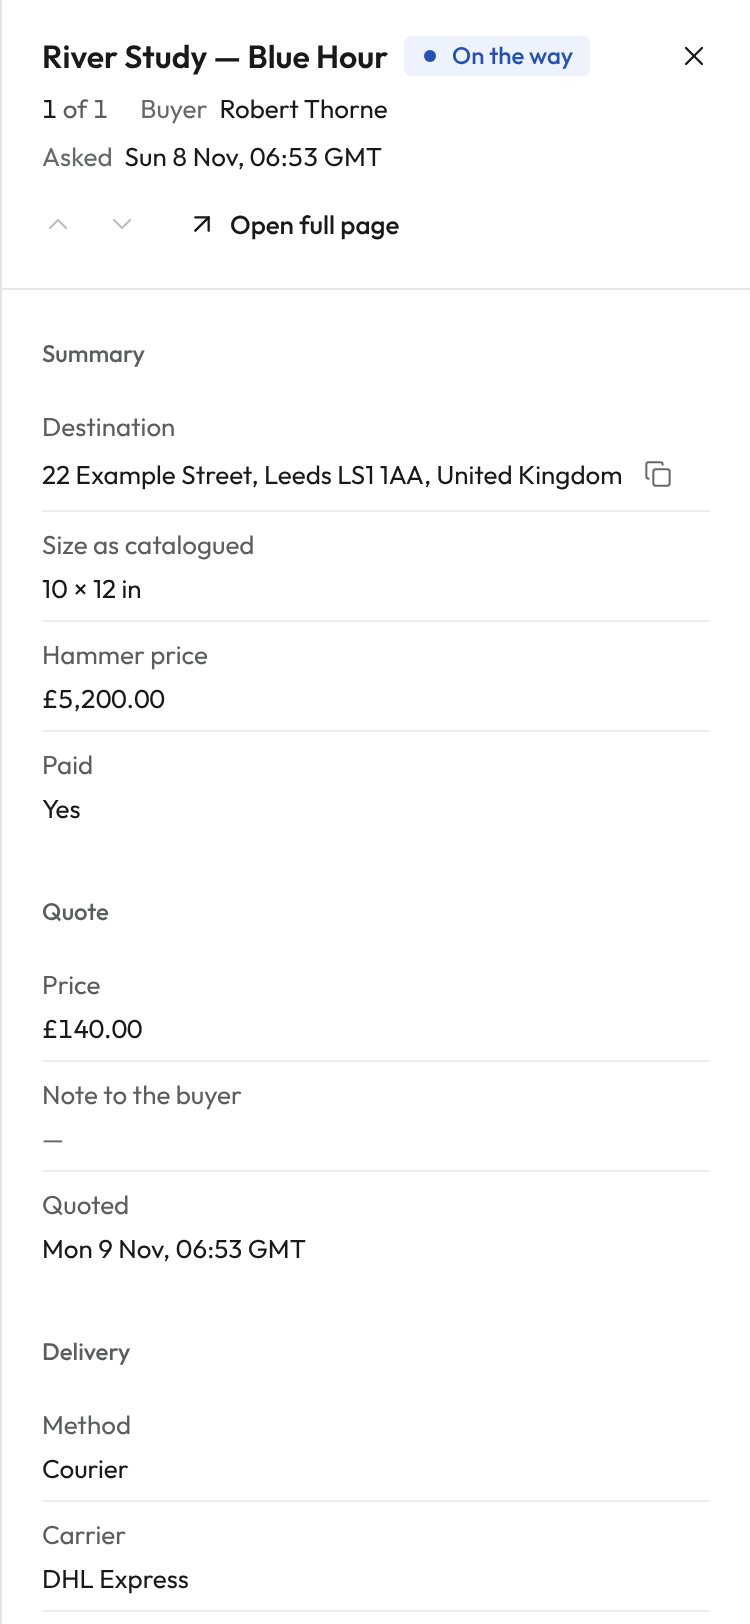 River Study — Blue Hour
On the way
1 of 1 Buyer Robert Thorne
Asked Sun 8 Nov, 06:53 GMT
Open full page
Summary
Destination
22 Example Street, Leeds LS1 1AA, United Kingdom
Size as catalogued
10 × 12 in
Hammer price
£5,200.00
Paid
Yes
Quote
Price
£140.00
Note to the buyer
—
Quoted
Mon 9 Nov, 06:53 GMT
Delivery
Method
Courier
Carrier
DHL Express